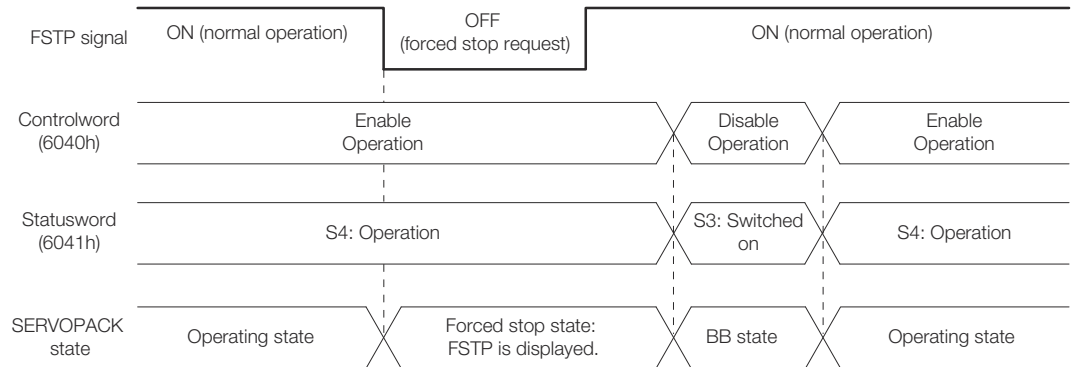 FSTP signal
ON (normal operation)
OFF
(forced stop request)
ON (normal operation)
Controlword
(6040h)
Enable
Operation
Disable
Operation
Enable
Operation
Statusword
(6041h)
S4: Operation
S3: Switched
on
S4: Operation
SERVOPACK
state
Operating state
Forced stop state:
FSTP is displayed.
BB state
Operating state